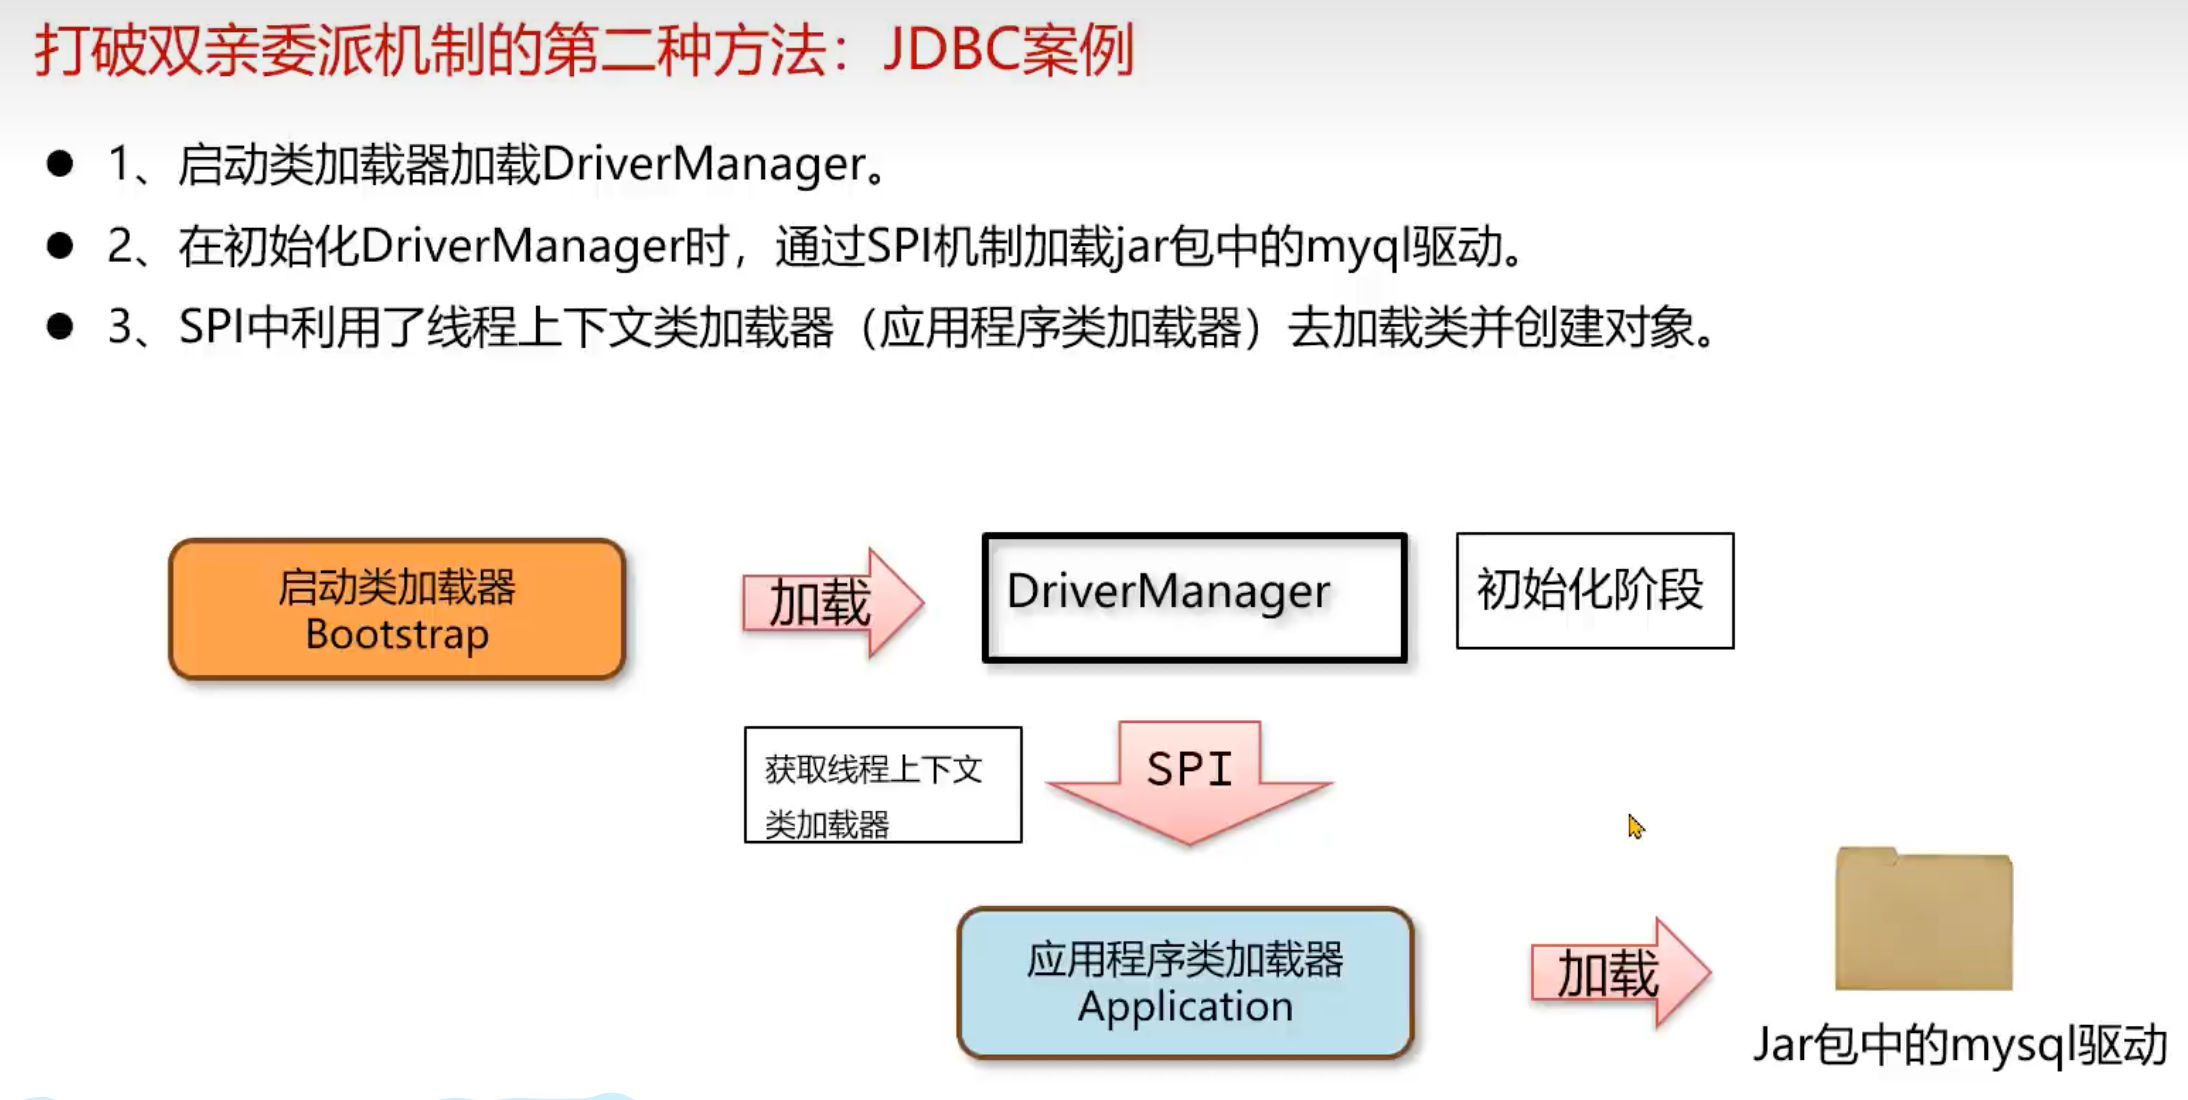 打破双亲委派机制的第二种方法：JDBC案例
● 1、启动类加载器加载DriverManager。
● 2、在初始化DriverManager时，通过SPI机制加载jar包中的myql驱动。
● 3、SPI中利用了线程上下文类加载器（应用程序类加载器）去加载类并创建对象。
启动类加载器
Bootstrap
加载
DriverManager
初始化阶段
获取线程上下文
类加载器
SPI
应用程序类加载器
Application
加载
Jar包中的mysql驱动